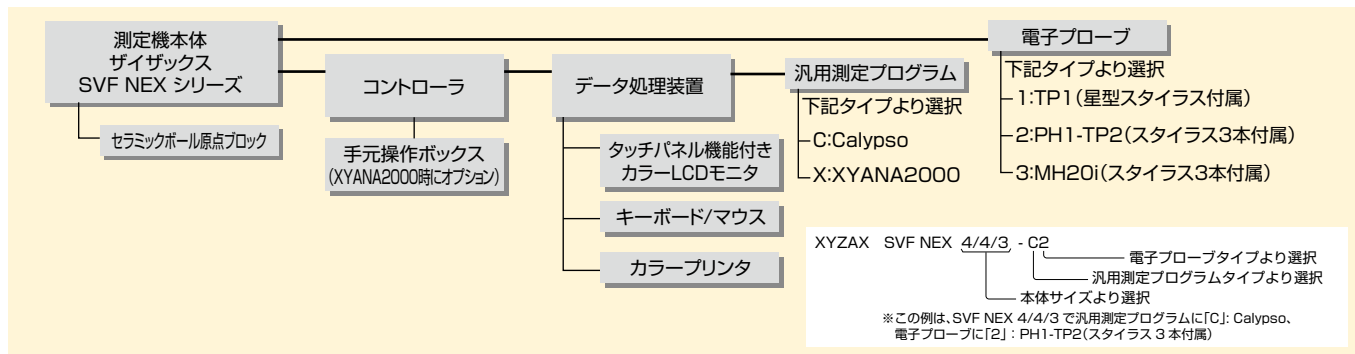 測定機本体
ザイザックス
SVF NEX シリーズ
セラミックボール原点ブロック
コントローラ
手元操作ボックス
(XYANA2000時にオプション)
データ処理装置
タッチパネル機能付き
カラーLCDモニタ
キーボード/マウス
カラープリンタ
汎用測定プログラム
下記タイプより選択
C:Calypso
X:XYANA2000
電子プローブ
下記タイプより選択
1:TP1(星型スタイラス付属)
2:PH1-TP2(スタイラス3本付属)
3:MH20i(スタイラス3本付属)
XYZAX SVF NEX 4/4/3 - C2
電子プローブタイプより選択
汎用測定プログラムタイプより選択
本体サイズより選択
※この例は、SVF NEX 4/4/3 で汎用測定プログラムに「C」: Calypso、
電子プローブに「2」: PH1-TP2(スタイラス 3 本付属)